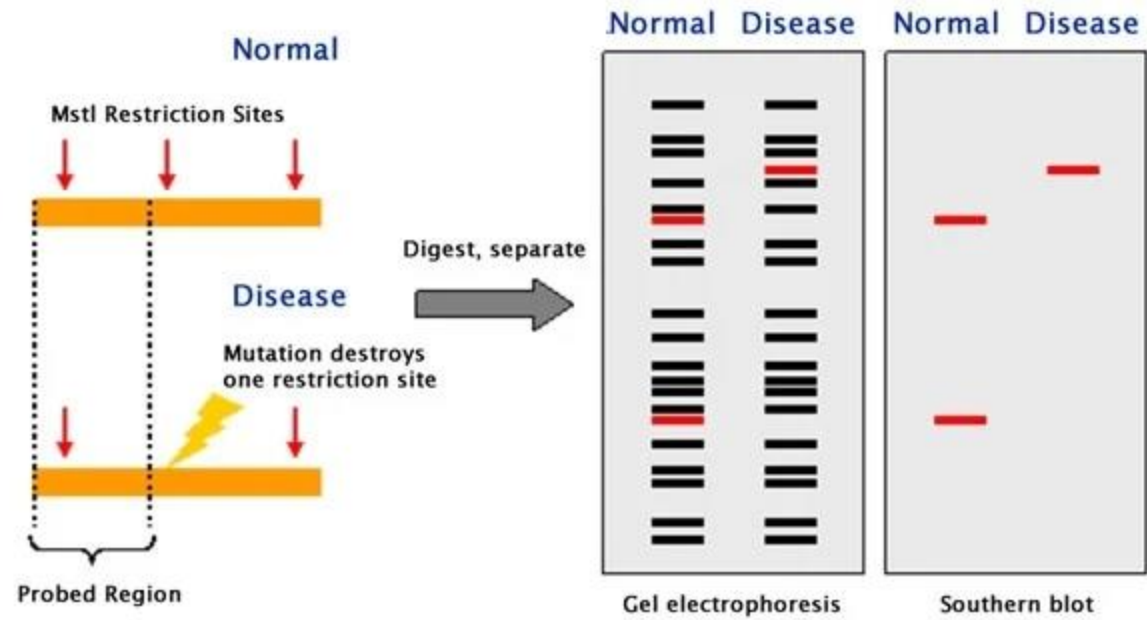 Normal
MstI Restriction Sites
Disease
Mutation destroys
one restriction site
Probed Region
Digest, separate
.Normal Disease
Gel electrophoresis
Normal Disease
Southern blot